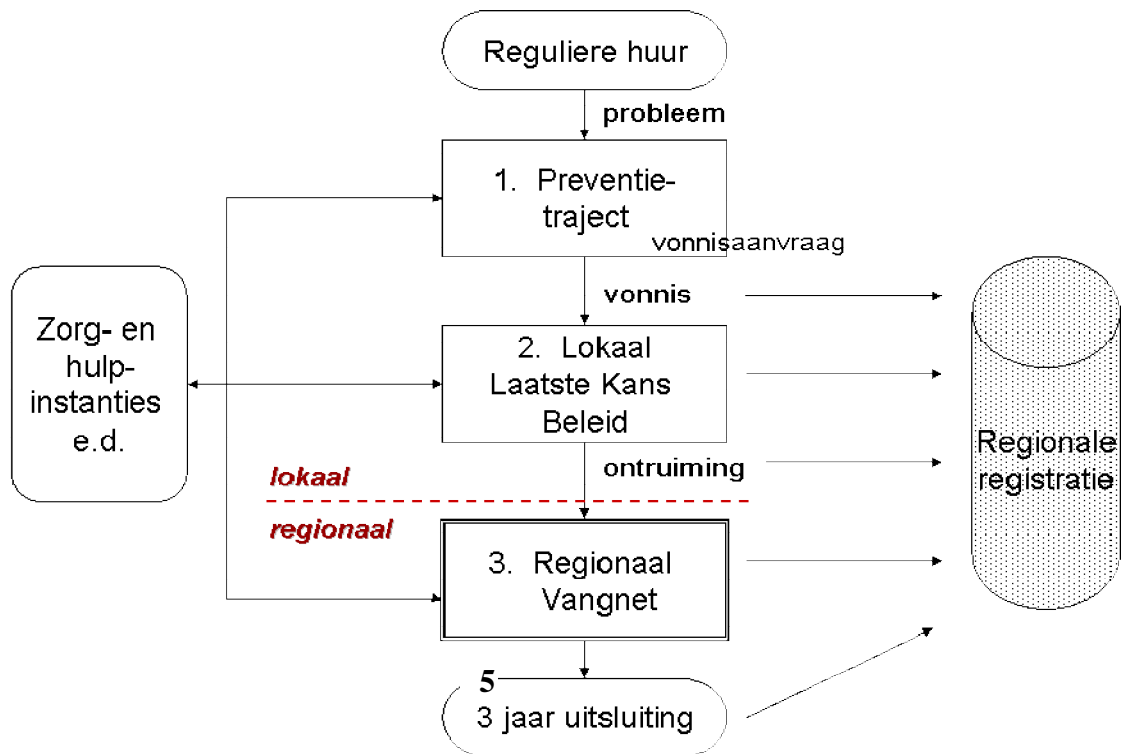 Reguliere huur
probleem
1. Preventie-
traject
vonnisaanvraag
vonnis
Zorg- en
hulp-
instanties
e.d.
2. Lokaal
Laatste Kans
Beleid
Regionale
registratie
ontruiming
lokaal
regionaal
3. Regionaal
Vangnet
5
3 jaar uitsluiting